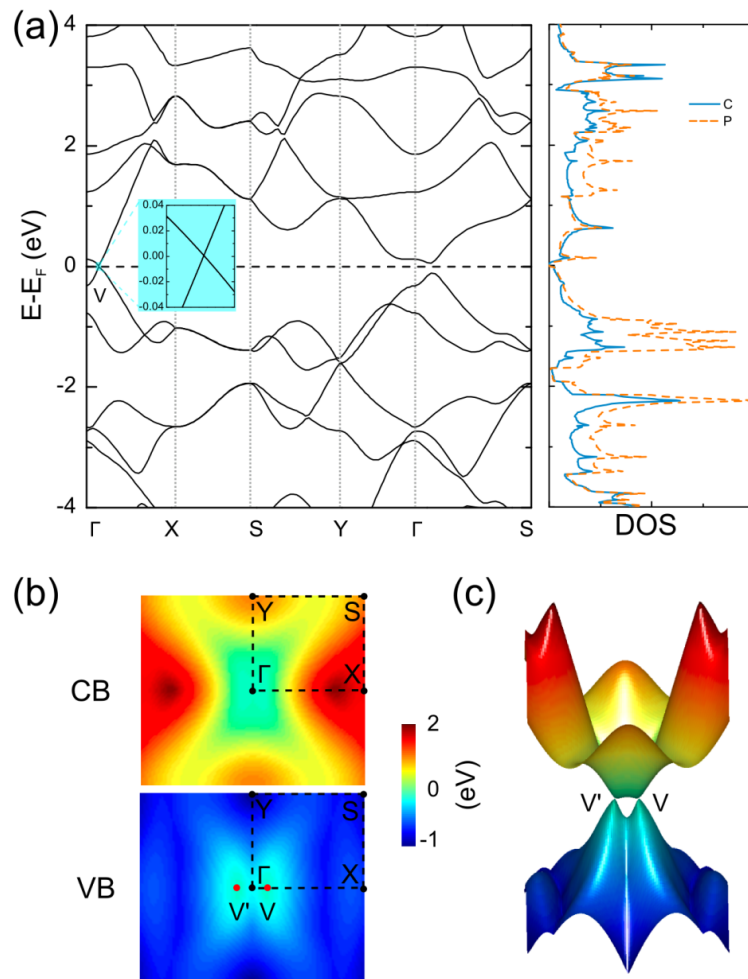 (a)
4
2
0
-2
-4
E-E_F (eV)
V
0.04
0.02
0.00
-0.02
-0.04
Γ X S Y Γ S
C
P
DOS
(b)
CB
Y S
Γ X
VB
Y S
Γ X
V' V
2
0
-1
(eV)
(c)
V' V